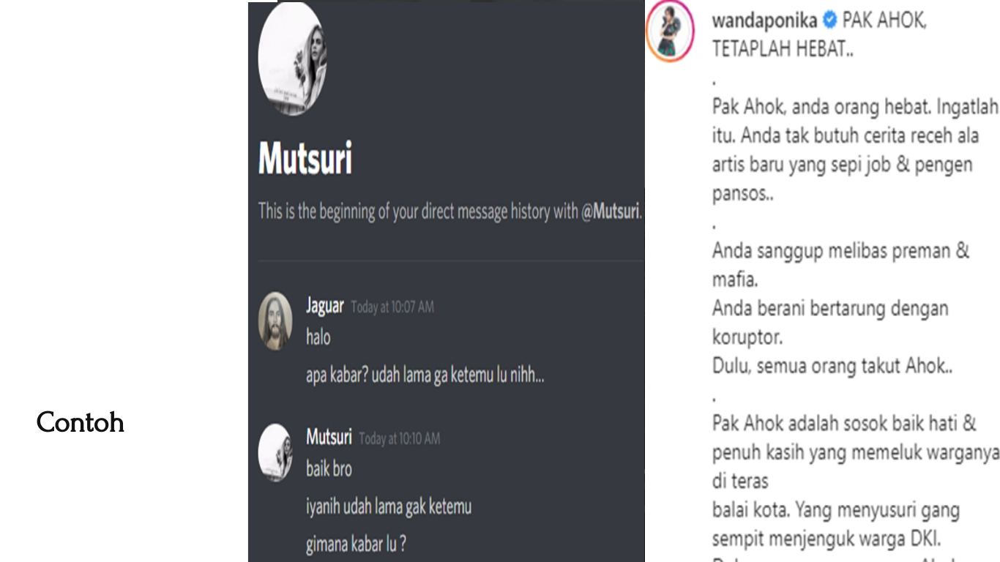 Contoh
Mutsuri
This is the beginning of your direct message history with @Mutsuri.
Jaguar Today at 10:07 AM
halo
apa kabar? udah lama ga ketemu lu nihh...
Mutsuri Today at 10:10 AM
baik bro
iyanih udah lama gak ketemu
gimana kabar lu ?
wandaponika PAK AHOK,
TETAPLAH HEBAT..
.
Pak Ahok, anda orang hebat. Ingatlah
itu. Anda tak butuh cerita receh ala
artis baru yang sepi job & pengen
pansos..
.
Anda sanggup melibas preman &
mafia.
Anda berani bertarung dengan
koruptor.
Dulu, semua orang takut Ahok..
.
Pak Ahok adalah sosok baik hati &
penuh kasih yang memeluk warganya
di teras
balai kota. Yang menyusuri gang
sempit menjenguk warga DKI.